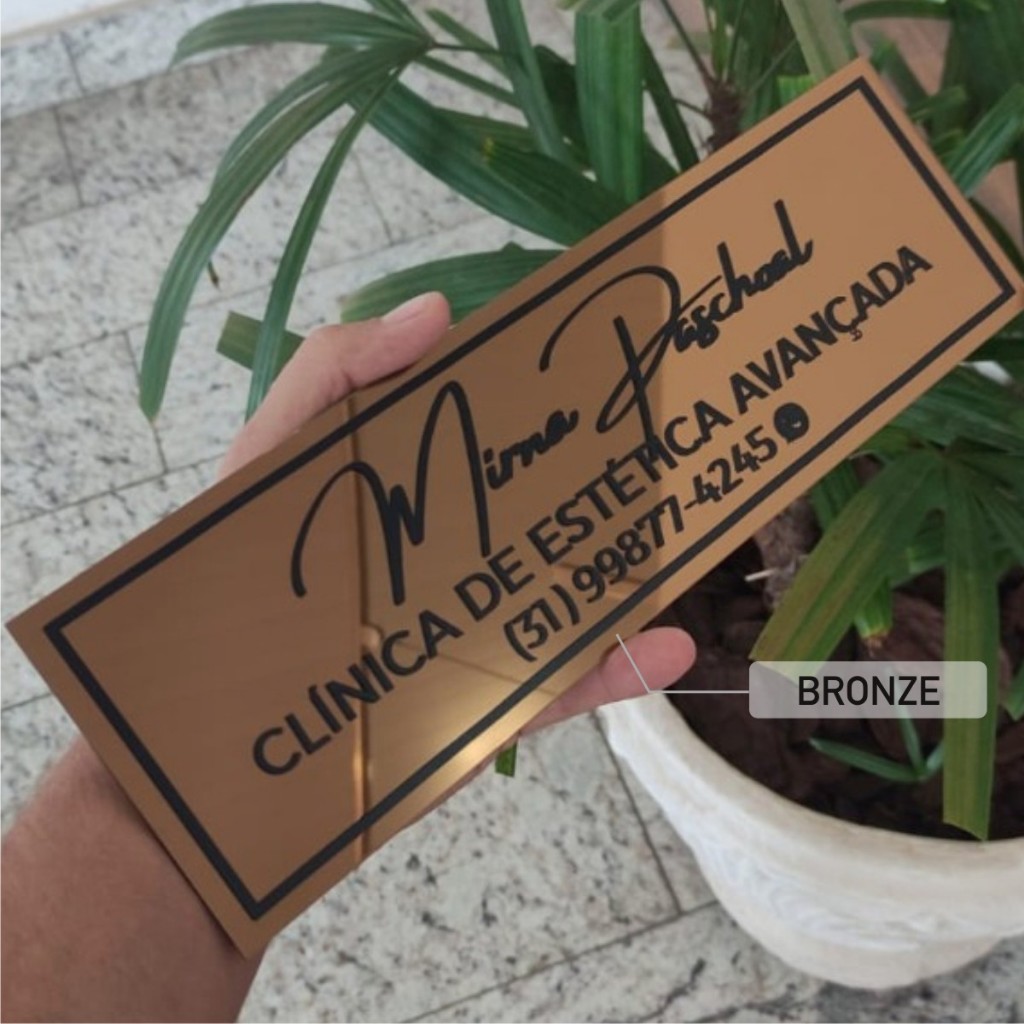 Mirna Paschoal
CLÍNICA DE ESTÉTICA AVANÇADA
(31) 99877-4245
BRONZE